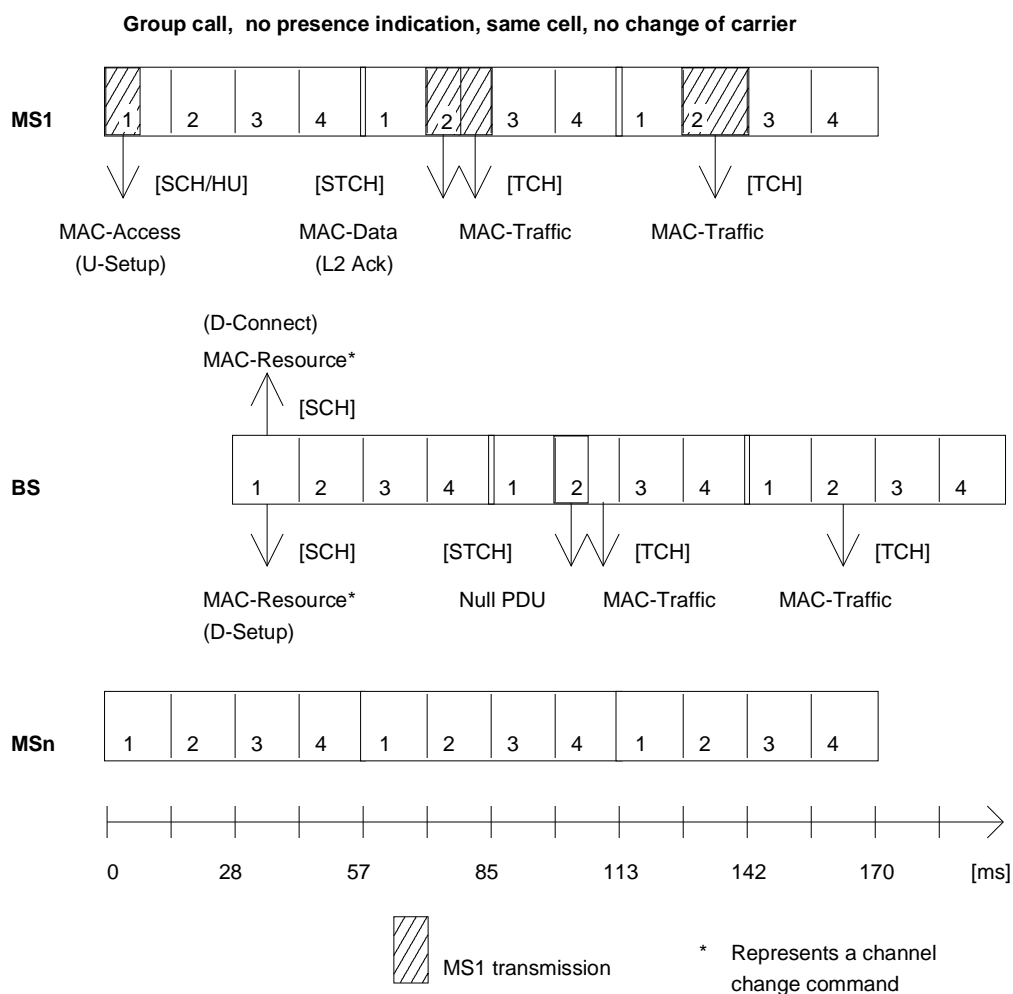 Group call, no presence indication, same cell, no change of carrier
MS1
1 2 3 4 1 2 3 4 1 2 3 4
[SCH/HU] [STCH] [TCH] [TCH]
MAC-Access MAC-Data MAC-Traffic MAC-Traffic
(U-Setup) (L2 Ack)
(D-Connect)
MAC-Resource*
[SCH]
BS
1 2 3 4 1 2 3 4 1 2 3 4
[SCH] [STCH] [TCH] [TCH]
MAC-Resource* Null PDU MAC-Traffic MAC-Traffic
(D-Setup)
MSn
1 2 3 4 1 2 3 4 1 2 3 4
0 28 57 85 113 142 170 [ms]
MS1 transmission
* Represents a channel
change command